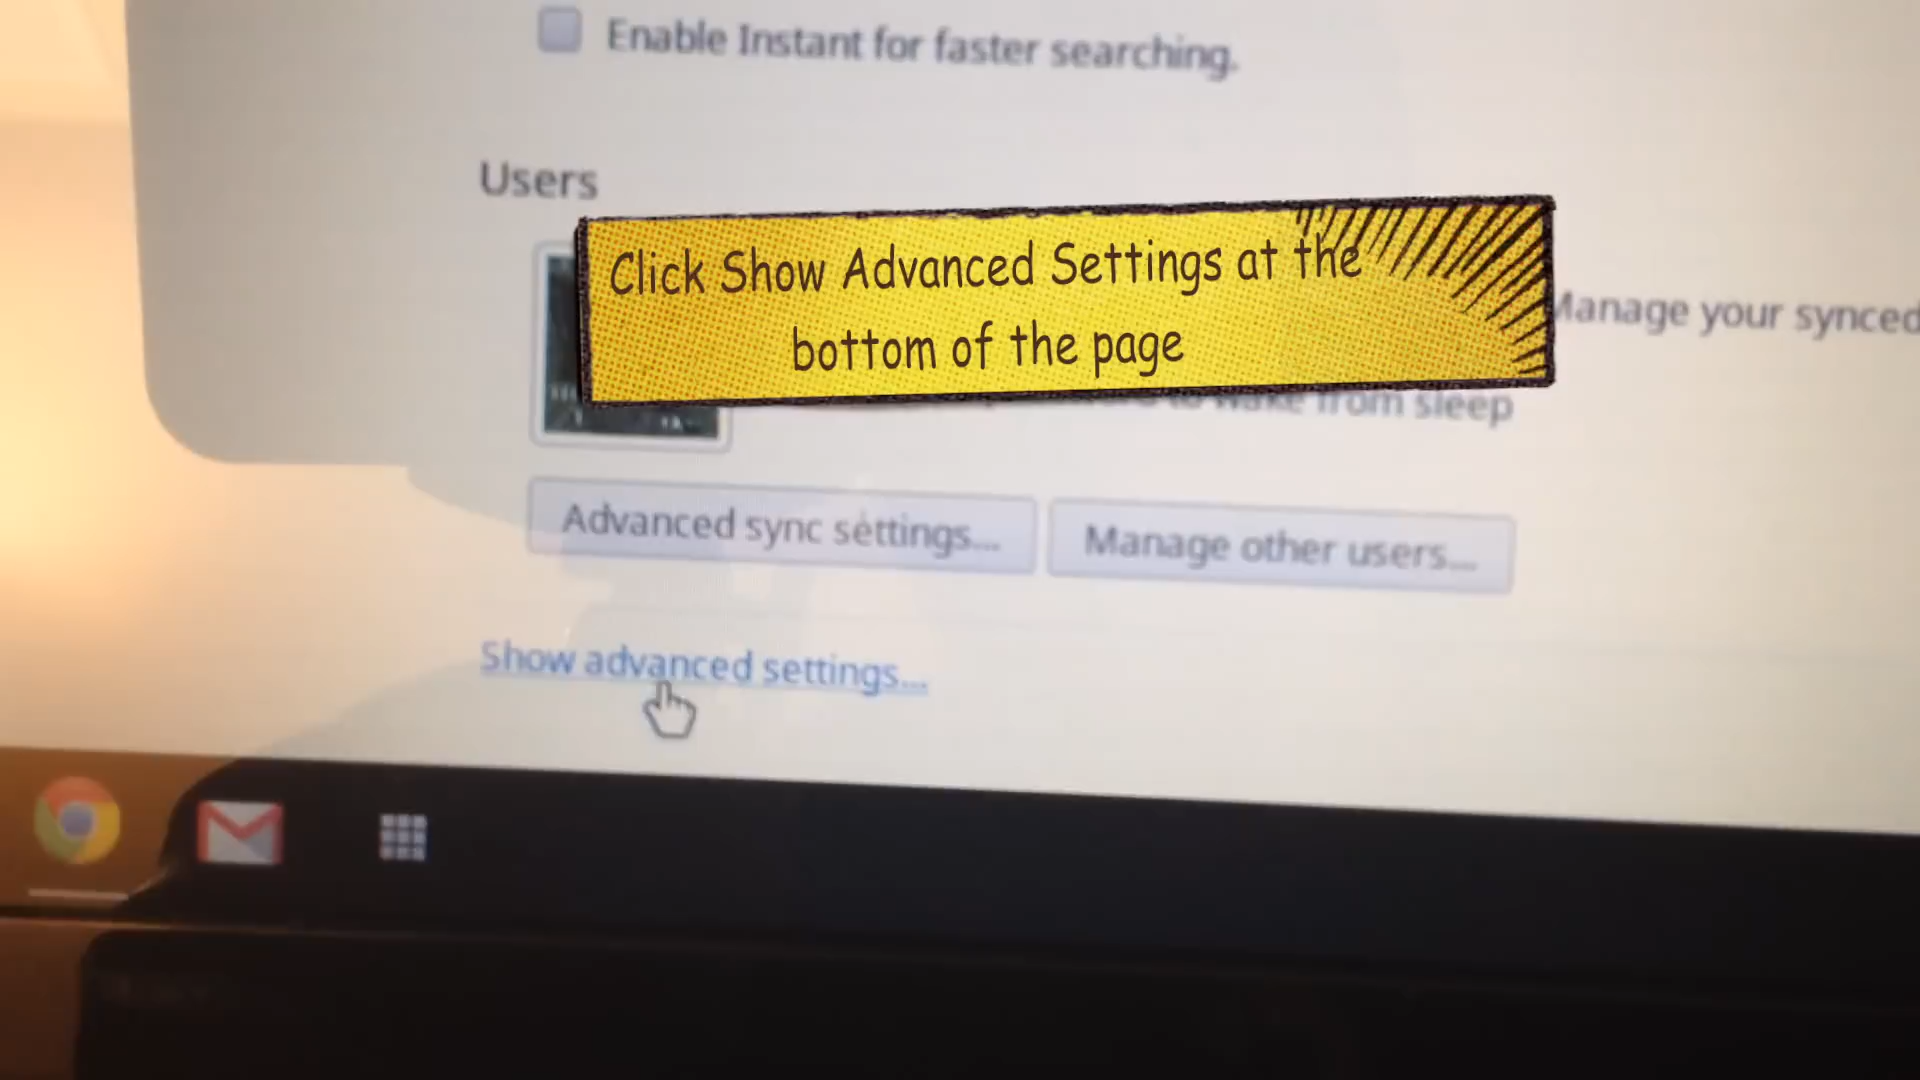 Enable Instant for faster searching.
Users
Click Show Advanced Settings at the
bottom of the page
Manage your synced
to wake from sleep
Advanced sync settings...
Manage other users...
Show advanced settings...